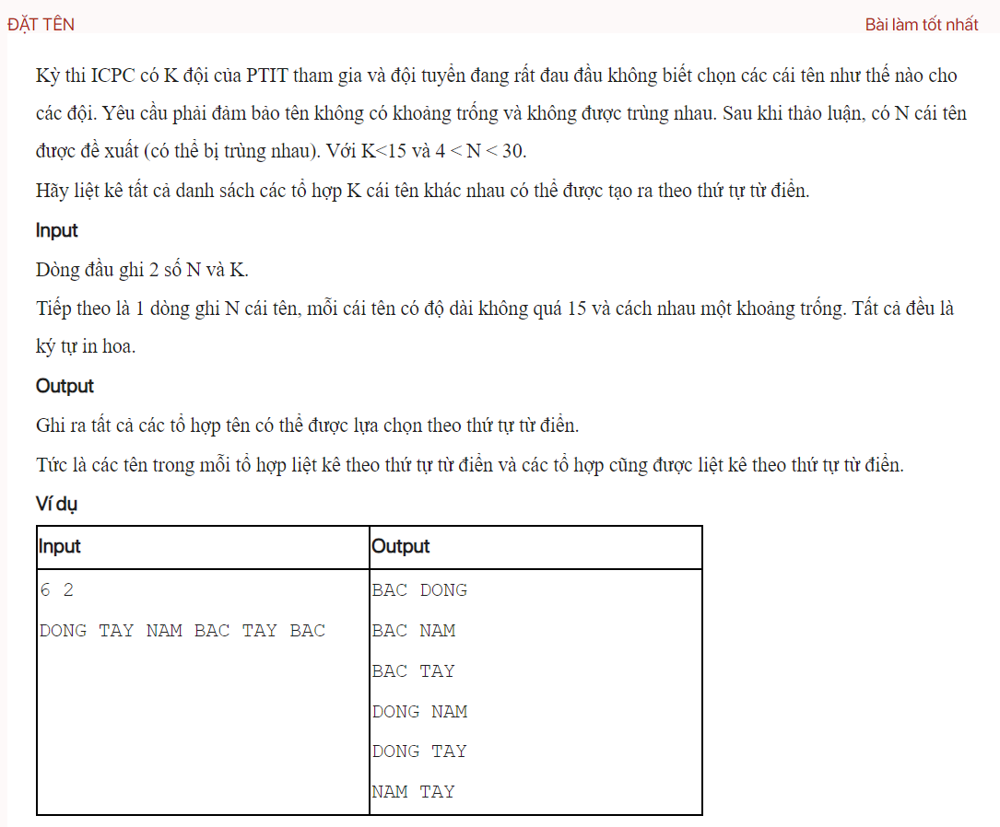 ĐẶT TÊN
Bài làm tốt nhất
Kỳ thi ICPC có K đội của PTIT tham gia và đội tuyển đang rất đau đầu không biết chọn các cái tên như thế nào cho
các đội. Yêu cầu phải đảm bảo tên không có khoảng trống và không được trùng nhau. Sau khi thảo luận, có N cái tên
được đề xuất (có thể bị trùng nhau). Với K<15 và 4 < N < 30.
Hãy liệt kê tất cả danh sách các tổ hợp K cái tên khác nhau có thể được tạo ra theo thứ tự từ điển.
Input
Dòng đầu ghi 2 số N và K.
Tiếp theo là 1 dòng ghi N cái tên, mỗi cái tên có độ dài không quá 15 và cách nhau một khoảng trống. Tất cả đều là
ký tự in hoa.
Output
Ghi ra tất cả các tổ hợp tên có thể được lựa chọn theo thứ tự từ điển.
Tức là các tên trong mỗi tổ hợp liệt kê theo thứ tự từ điển và các tổ hợp cũng được liệt kê theo thứ tự từ điển.
Ví dụ
Input
6 2
DONG TAY NAM BAC TAY BAC
Output
BAC DONG
BAC NAM
BAC TAY
DONG NAM
DONG TAY
NAM TAY